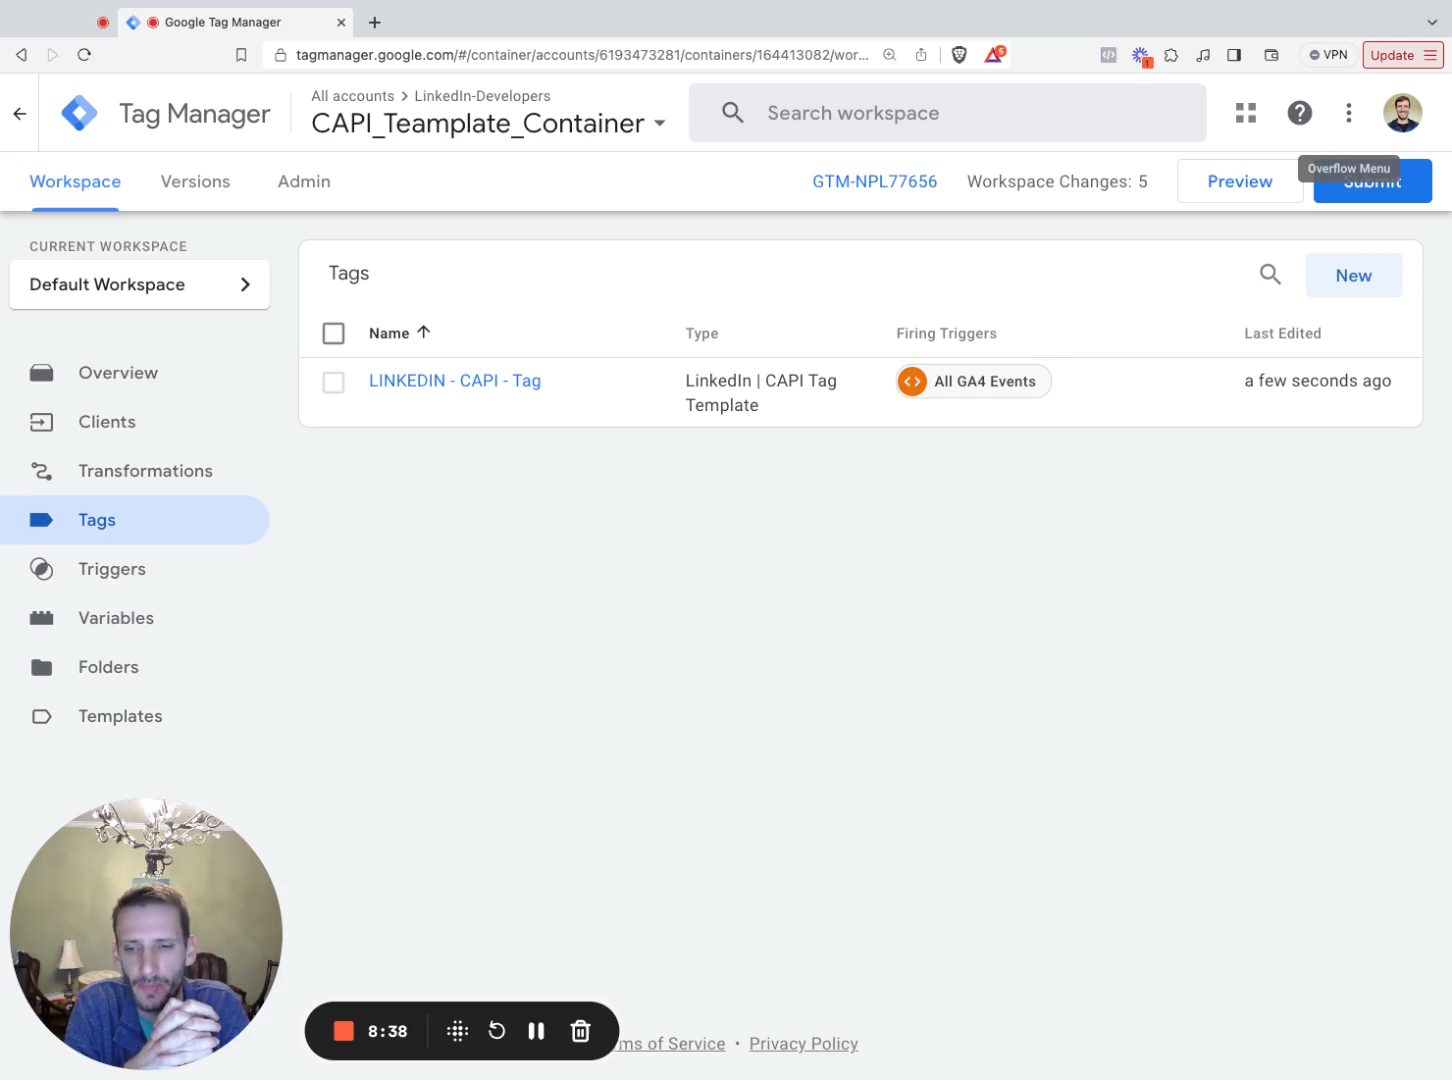 Google Tag Manager
tagmanager.google.com/#/container/accounts/6193473281/containers/164413082/wor...
5
1
VPN
Update
Tag Manager
All accounts > LinkedIn-Developers
CAPI_Teamplate_Container
Search workspace
Workspace
Versions
Admin
GTM-NPL77656
Workspace Changes: 5
Preview
Overflow Menu
Submit
CURRENT WORKSPACE
Default Workspace
Overview
Clients
Transformations
Tags
Triggers
Variables
Folders
Templates
Tags
New
Name
Type
Firing Triggers
Last Edited
LINKEDIN - CAPI - Tag
LinkedIn | CAPI Tag
Template
All GA4 Events
a few seconds ago
8:38
ms of Service • Privacy Policy